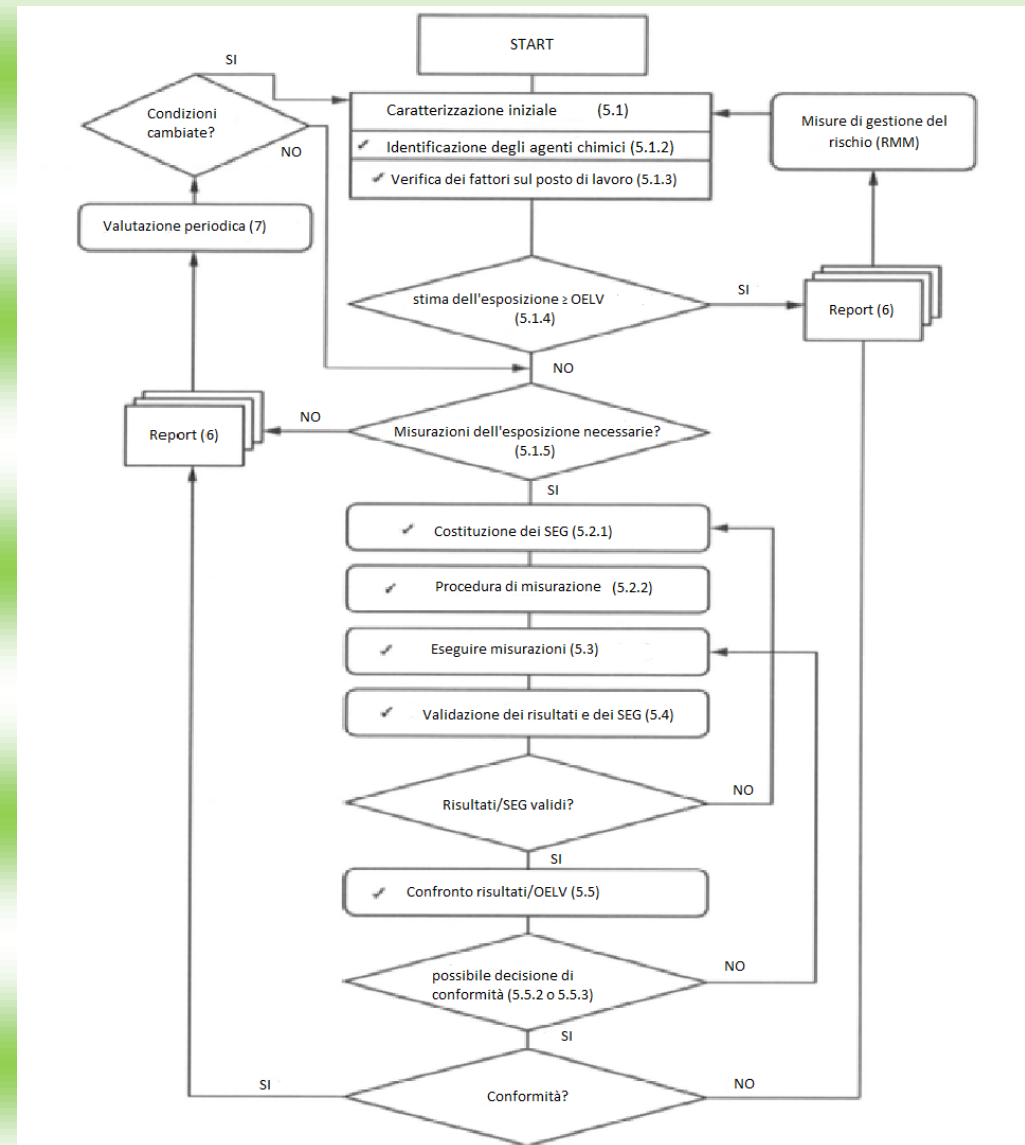 START
SI
Condizioni
cambiate?
NO
Caratterizzazione iniziale (5.1)
✓ Identificazione degli agenti chimici (5.1.2)
✓ Verifica dei fattori sul posto di lavoro (5.1.3)
Misure di gestione del
rischio (RMM)
Valutazione periodica (7)
stima dell'esposizione ≥ OELV
(5.1.4)
SI
Report (6)
NO
Misurazioni dell'esposizione necessarie?
(5.1.5)
NO
Report (6)
SI
✓ Costituzione dei SEG (5.2.1)
✓ Procedura di misurazione (5.2.2)
✓ Eseguire misurazioni (5.3)
✓ Validazione dei risultati e dei SEG (5.4)
Risultati/SEG validi?
NO
SI
✓ Confronto risultati/OELV (5.5)
possibile decisione di
conformità (5.5.2 o 5.5.3)
NO
SI
SI
Conformità?
NO